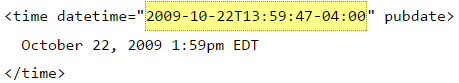 <time datetime="2009-10-22T13:59:47-04:00" pubdate>
October 22, 2009 1:59pm EDT
</time>